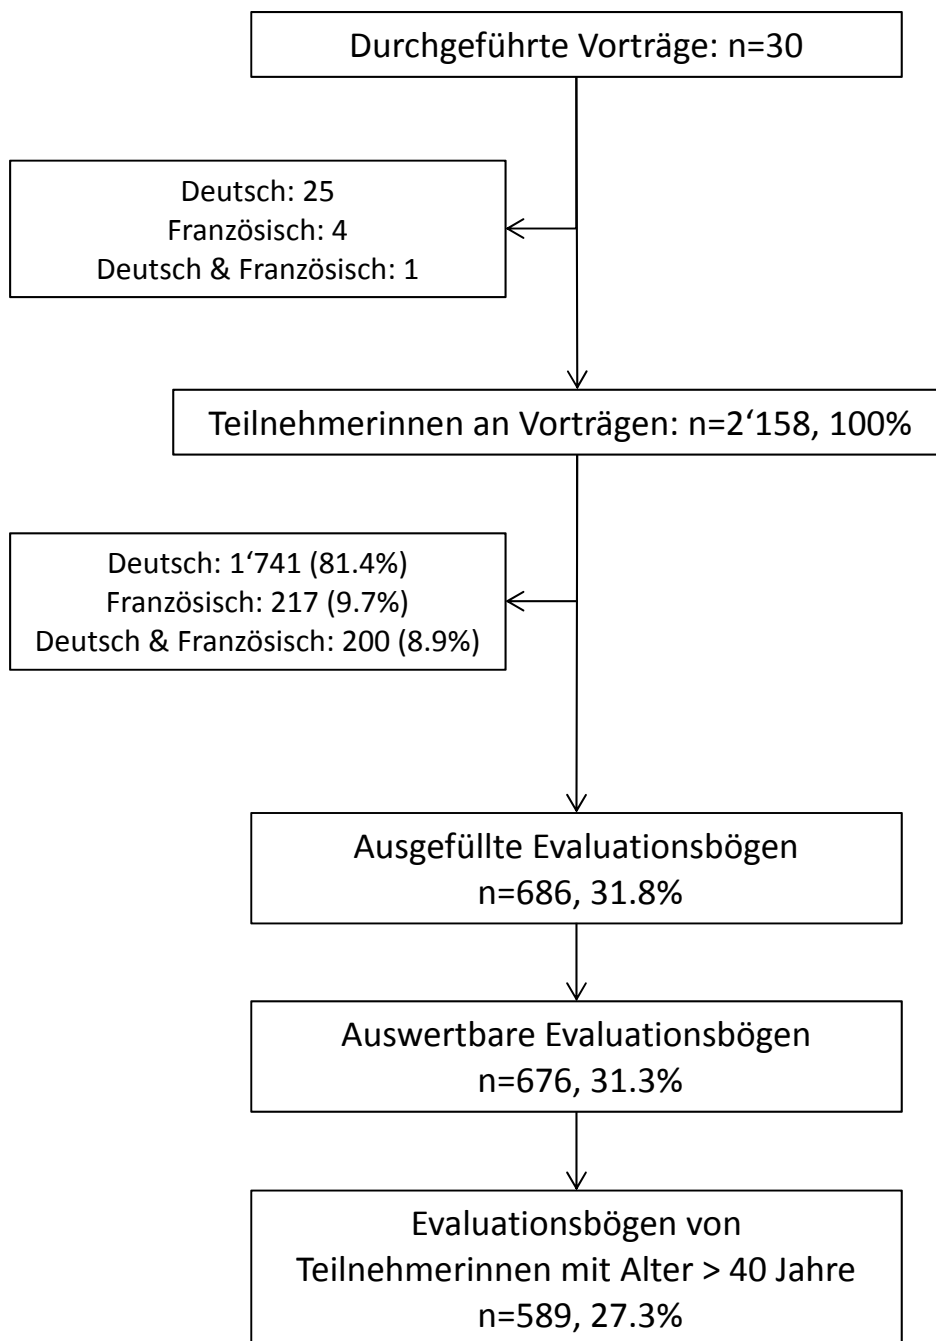 Durchgeführte Vorträge: n=30
Deutsch: 25
Französisch: 4
Deutsch & Französisch: 1
Teilnehmerinnen an Vorträgen: n=2‘158, 100%
Deutsch: 1‘741 (81.4%)
Französisch: 217 (9.7%)
Deutsch & Französisch: 200 (8.9%)
Ausgefüllte Evaluationsbögen
n=686, 31.8%
Auswertbare Evaluationsbögen
n=676, 31.3%
Evaluationsbögen von
Teilnehmerinnen mit Alter > 40 Jahre
n=589, 27.3%